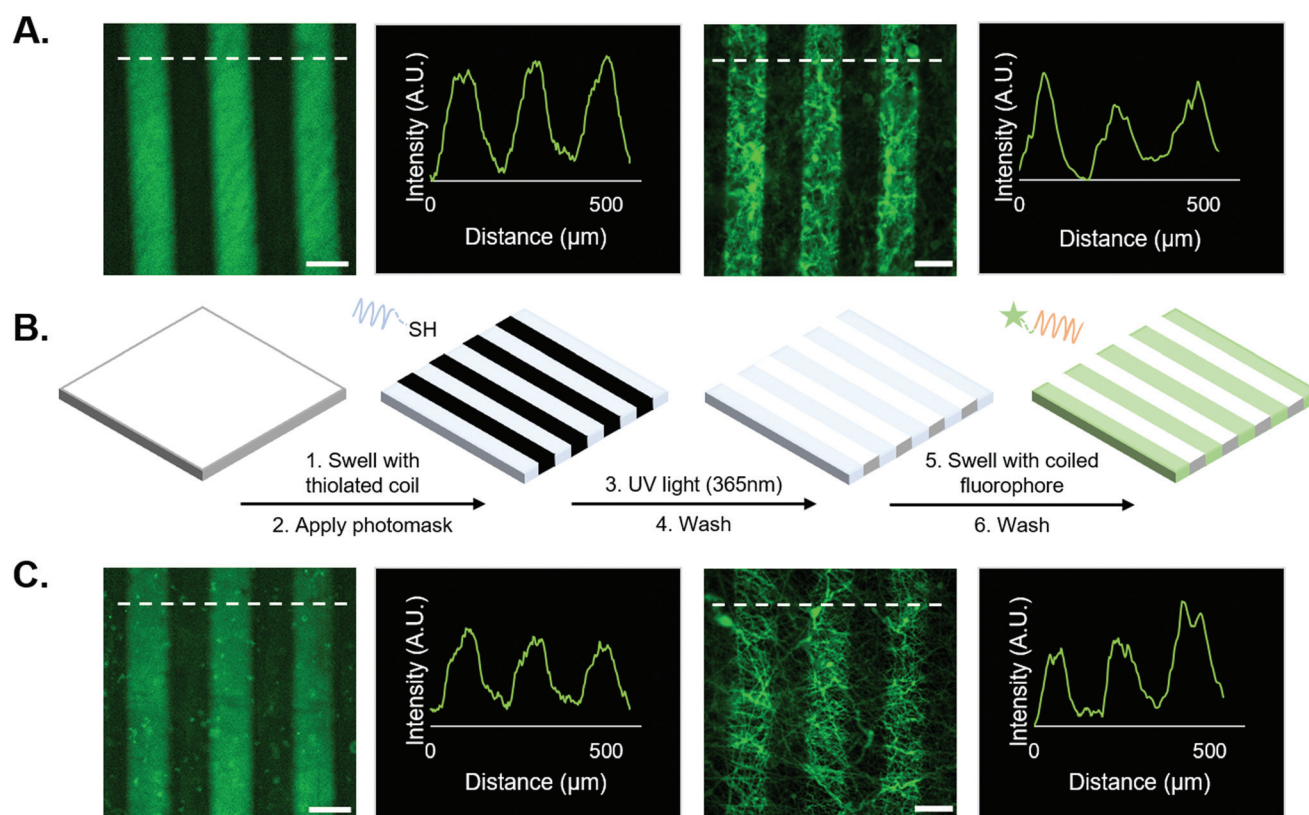 A.
Intensity (A.U.)
0
500
Distance (µm)
Intensity (A.U.)
0
500
Distance (µm)
B.
SH
1. Swell with
thiolated coil
2. Apply photomask
3. UV light (365nm)
4. Wash
5. Swell with coiled
fluorophore
6. Wash
C.
Intensity (A.U.)
0
500
Distance (µm)
Intensity (A.U.)
0
500
Distance (µm)